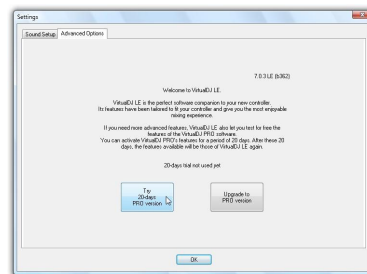 Settings
Sound Setup
Advanced Options
7.0.3 LE (b362)
Welcome to VirtualDJ LE.
VirtualDJ LE is the perfect software companion to your new controller.
Its features have been tailored to fit your controller and give you the most enjoyable
mixing experience.
If you need more advanced features, VirtualDJ LE also let you test for free the
features of the VirtualDJ PRO software.
You can activate VirtualDJ PRO's features for a period of 20 days. After these 20
days, the features available will be those of VirtualDJ LE again.
20-days trial not used yet
Try
20-days
PRO version
Upgrade to
PRO version
OK